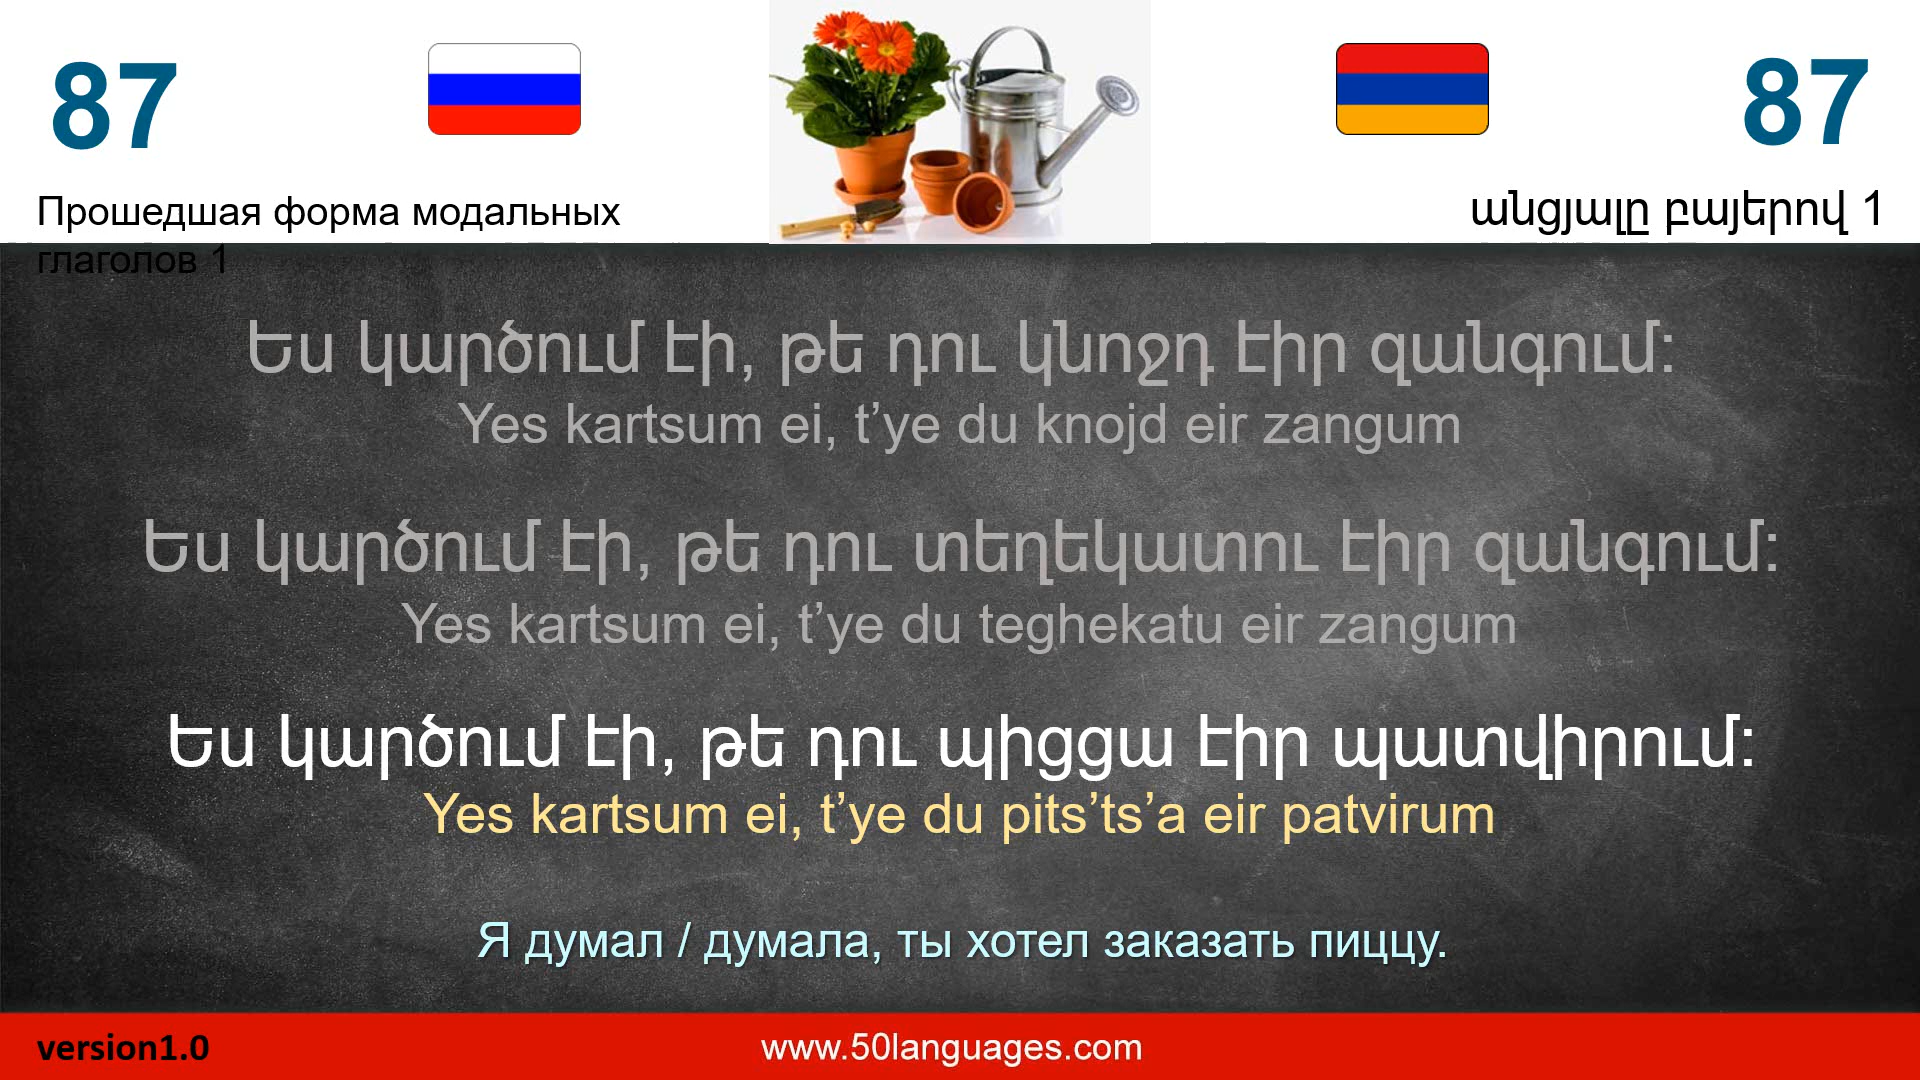 87
87
Прошедшая форма модальных
глаголов 1
անցյալը բայերով 1
Ես կարծում էի, թե դու կնոջդ էիր զանգում:
Yes kartsum ei, t’ye du knojd eir zangum
Ես կարծում էի, թե դու տեղեկատու էիր զանգում:
Yes kartsum ei, t’ye du teghekatu eir zangum
Ես կարծում էի, թե դու պիցցա էիր պատվիրում:
Yes kartsum ei, t’ye du pits’ts’a eir patvirum
Я думал / думала, ты хотел заказать пиццу.
version1.0
www.50languages.com